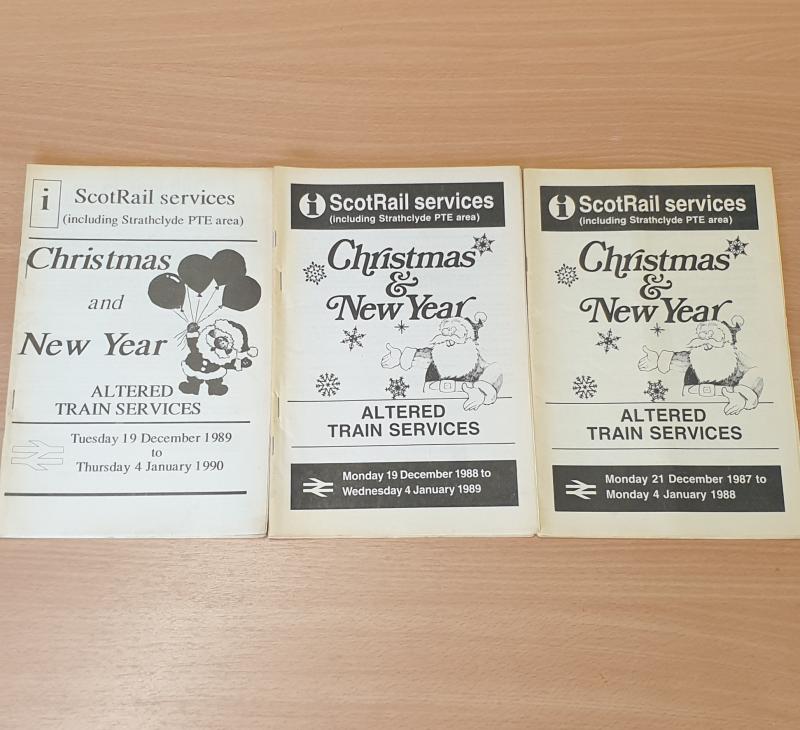 i
ScotRail services
(including Strathclyde PTE area)
Christmas
and
New Year
ALTERED
TRAIN SERVICES
Tuesday 19 December 1989
to
Thursday 4 January 1990
i ScotRail services
(including Strathclyde PTE area)
Christmas
&
New Year
ALTERED
TRAIN SERVICES
Monday 19 December 1988 to
Wednesday 4 January 1989
i ScotRail services
(including Strathclyde PTE area)
Christmas
&
New Year
ALTERED
TRAIN SERVICES
Monday 21 December 1987 to
Monday 4 January 1988